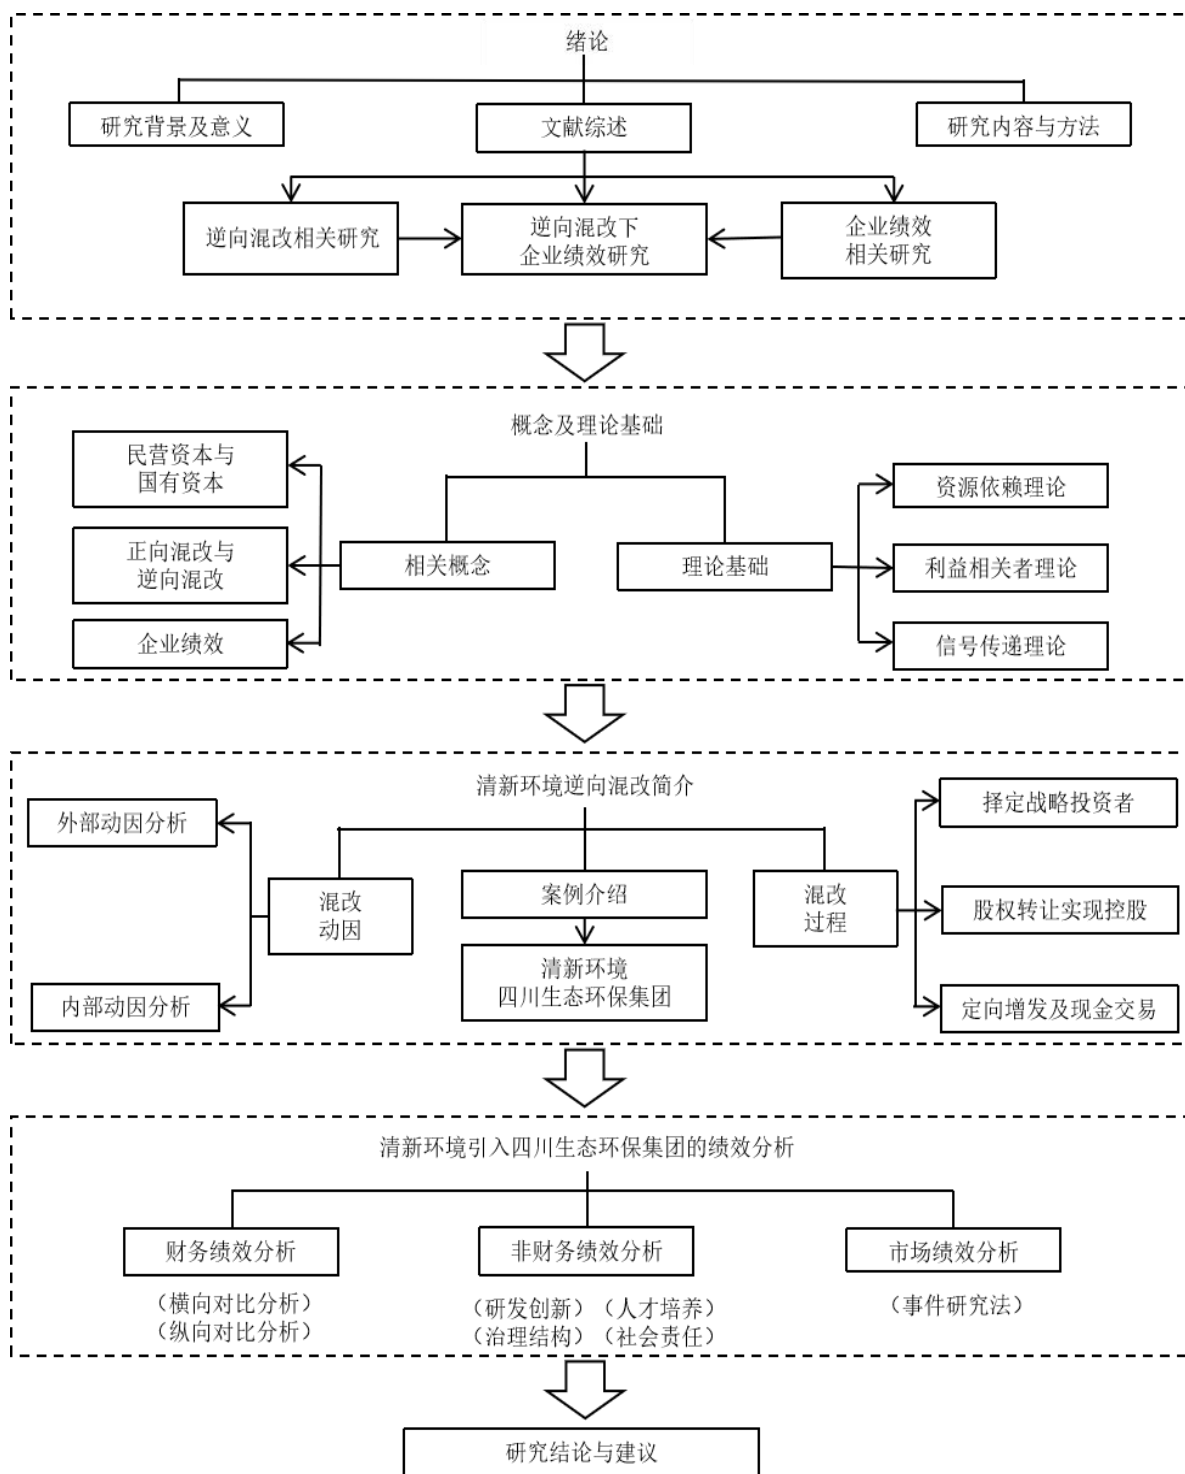 绪论
研究背景及意义
文献综述
研究内容与方法
逆向混改相关研究
逆向混改下
企业绩效研究
企业绩效
相关研究
概念及理论基础
民营资本与
国有资本
正向混改与
逆向混改
企业绩效
相关概念
理论基础
资源依赖理论
利益相关者理论
信号传递理论
清新环境逆向混改简介
外部动因分析
内部动因分析
混改
动因
案例介绍
清新环境
四川生态环保集团
混改
过程
择定战略投资者
股权转让实现控股
定向增发及现金交易
清新环境引入四川生态环保集团的绩效分析
财务绩效分析
（横向对比分析）
（纵向对比分析）
非财务绩效分析
（研发创新）（人才培养）
（治理结构）（社会责任）
市场绩效分析
（事件研究法）
研究结论与建议